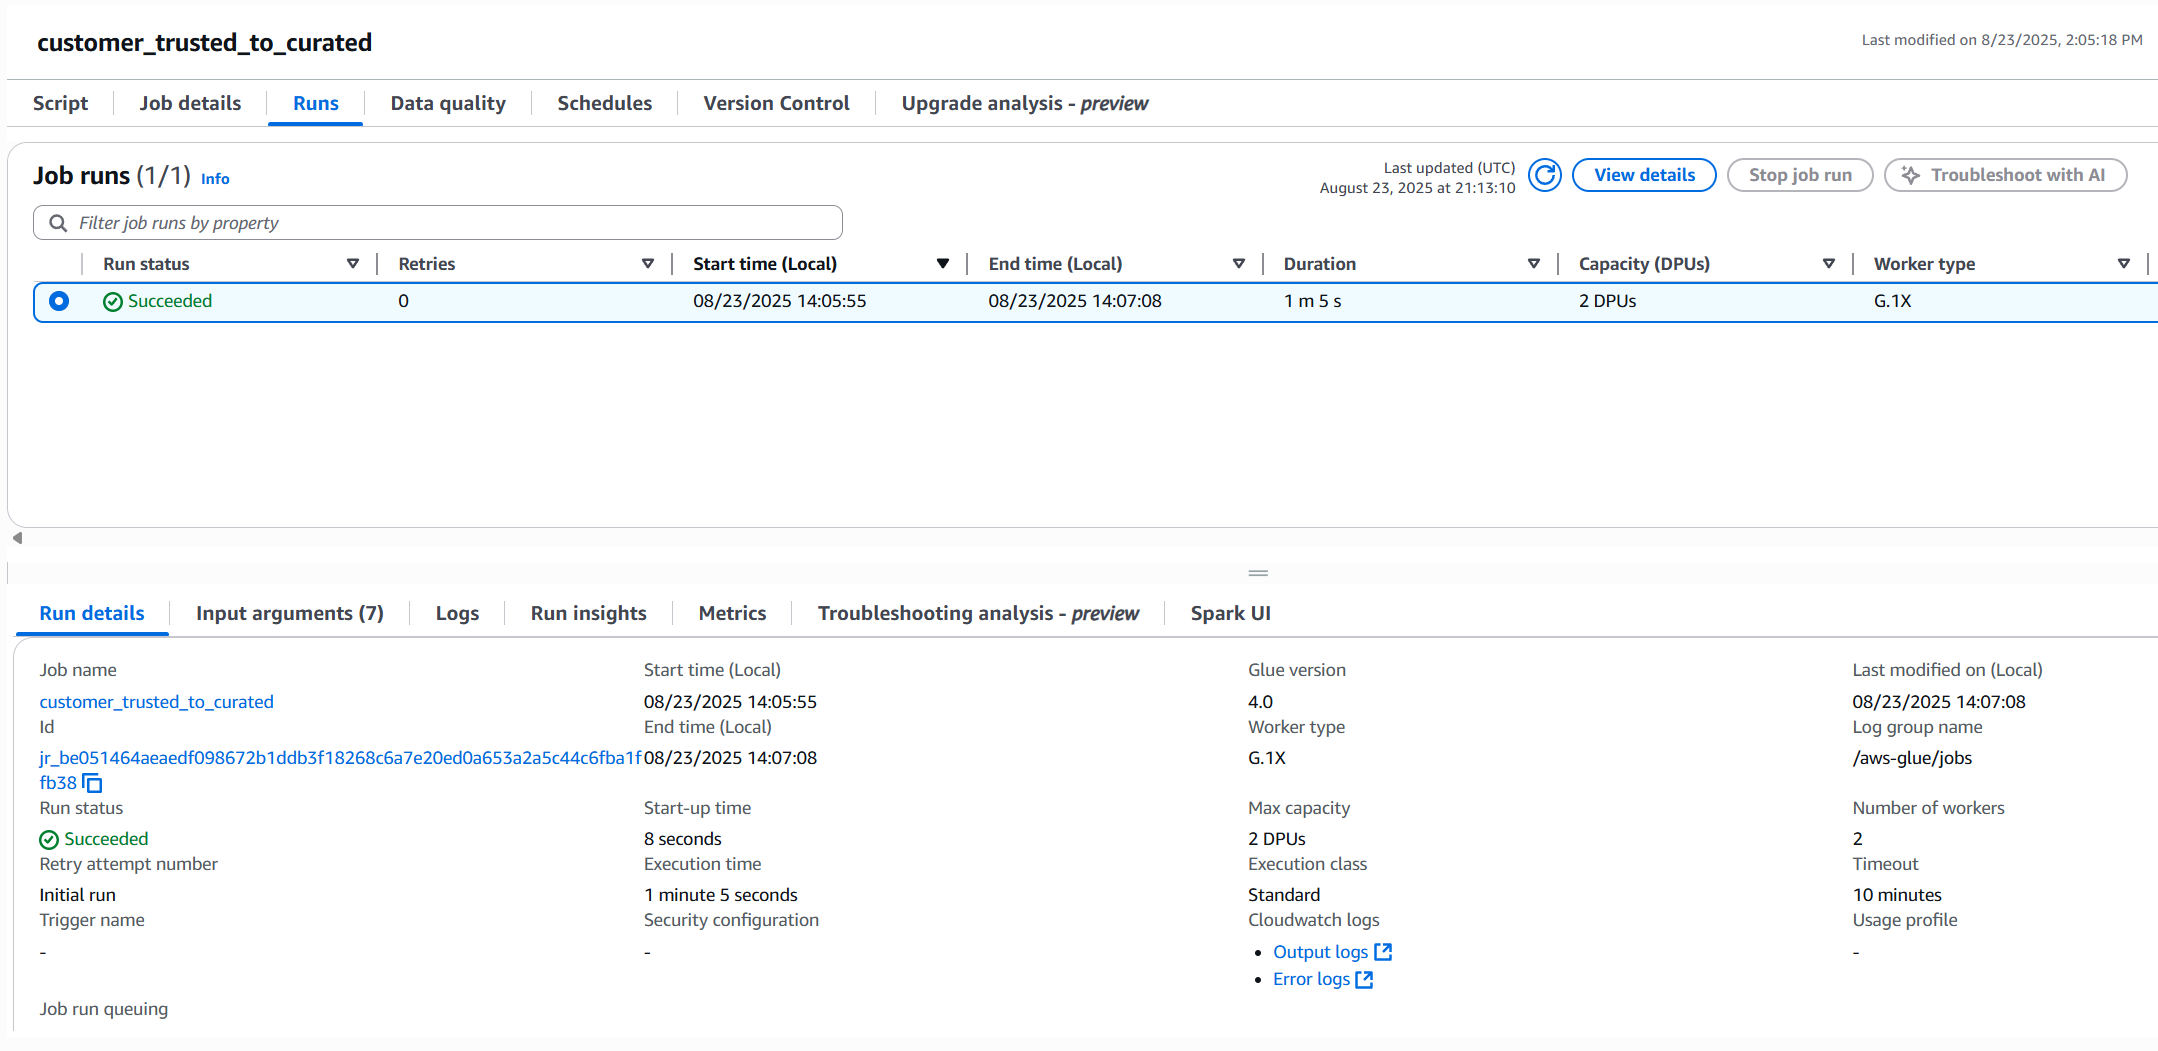 customer_trusted_to_curated
Last modified on 8/23/2025, 2:05:18 PM
Script Job details Runs Data quality Schedules Version Control Upgrade analysis - preview
Job runs (1/1) Info
Last updated (UTC)
August 23, 2025 at 21:13:10
View details Stop job run Troubleshoot with AI
Filter job runs by property
Run status Retries Start time (Local) End time (Local) Duration Capacity (DPUs) Worker type
Succeeded 0 08/23/2025 14:05:55 08/23/2025 14:07:08 1 m 5 s 2 DPUs G.1X
Run details Input arguments (7) Logs Run insights Metrics Troubleshooting analysis - preview Spark UI
Job name
customer_trusted_to_curated
Id
jr_be051464aeaedf098672b1ddb3f18268c6a7e20ed0a653a2a5c44c6fba1f
fb38
Run status
Succeeded
Retry attempt number
Initial run
Trigger name
-
Job run queuing
Start time (Local)
08/23/2025 14:05:55
End time (Local)
08/23/2025 14:07:08
Start-up time
8 seconds
Execution time
1 minute 5 seconds
Security configuration
-
Glue version
4.0
Worker type
G.1X
Max capacity
2 DPUs
Execution class
Standard
Cloudwatch logs
Output logs
Error logs
Last modified on (Local)
08/23/2025 14:07:08
Log group name
/aws-glue/jobs
Number of workers
2
Timeout
10 minutes
Usage profile
-